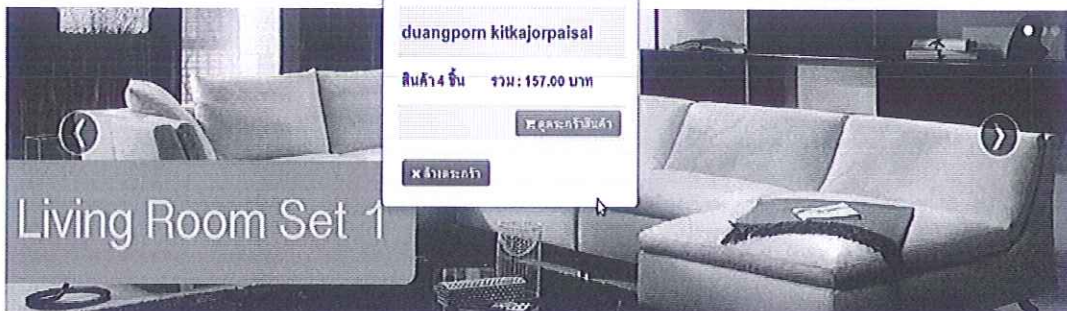 duangporn kitkajorpaisal
สินค้า 4 ชิ้น รวม : 157.00 บาท
ดูตระกร้าสินค้า
ล้างตระกร้า
Living Room Set 1